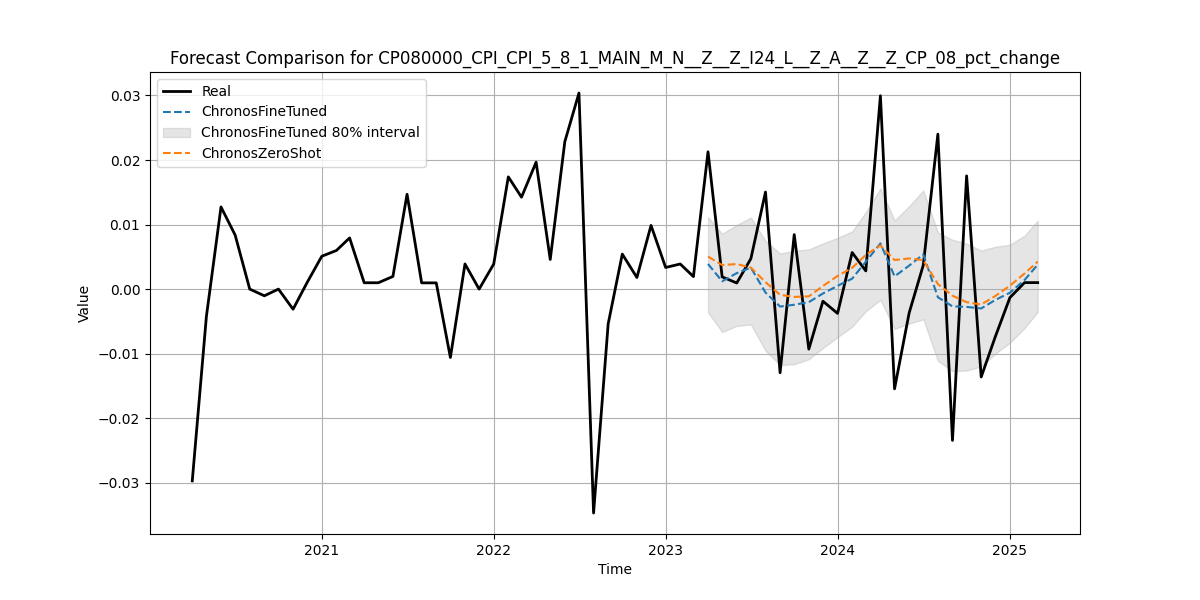 Forecast Comparison for CP080000_CPI_CPI_5_8_1_MAIN_M_N__Z__Z_I24_L__Z_A__Z__Z_CP_08_pct_change
Real
ChronosFineTuned
ChronosFineTuned 80% interval
ChronosZeroShot
0.03
0.02
0.01
0.00
−0.01
−0.02
−0.03
Value
2021
2022
2023
2024
2025
Time